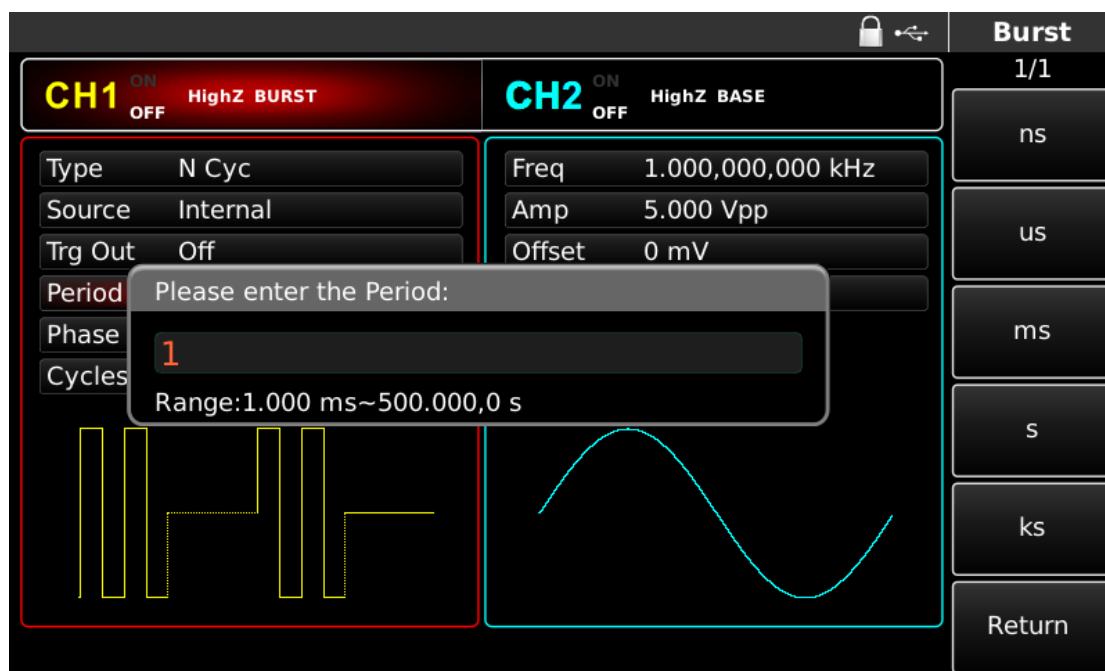 Burst
1/1
CH1 ON OFF HighZ BURST
CH2 ON OFF HighZ BASE
Type N Cyc
Source Internal
Trg Out Off
Period
Phase
Cycles
Freq 1.000,000,000 kHz
Amp 5.000 Vpp
Offset 0 mV
Please enter the Period:
1
Range:1.000 ms~500.000,0 s
ns
us
ms
s
ks
Return